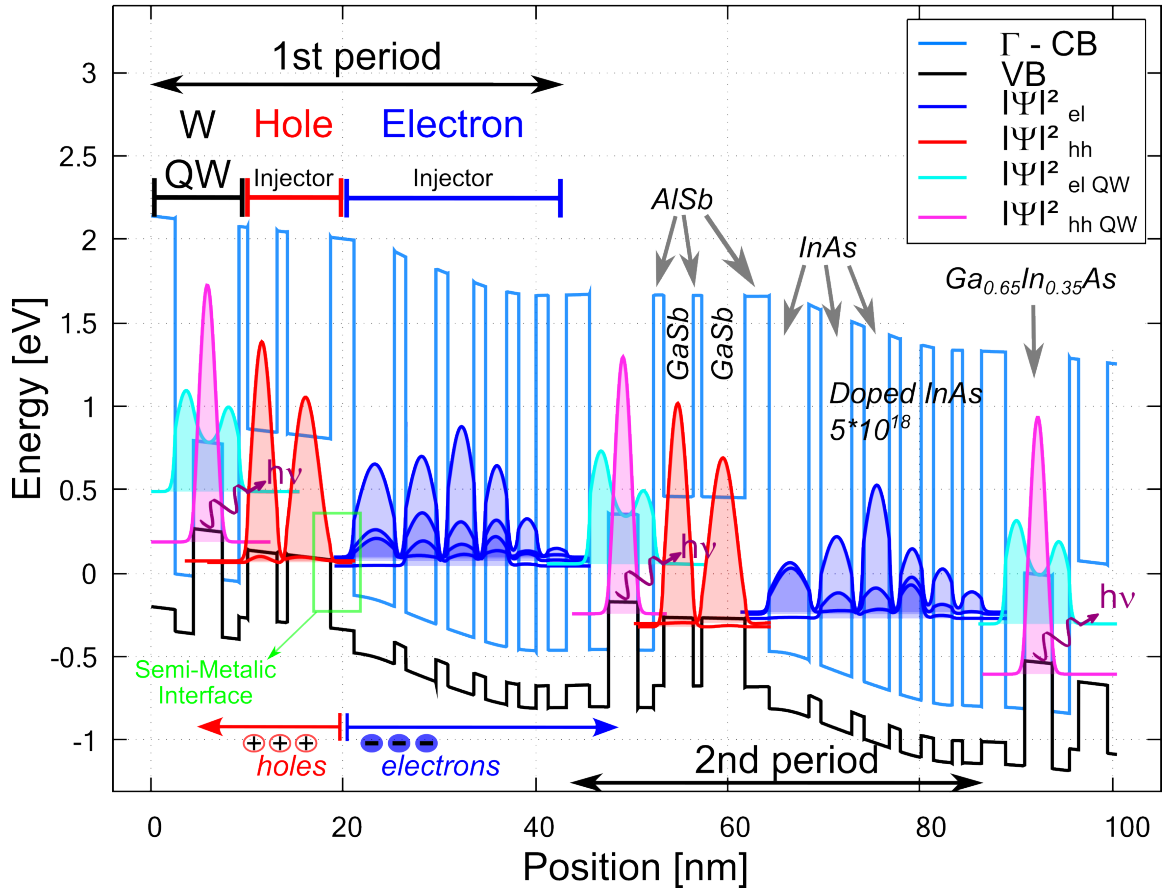 1st period
W
QW
Hole
Injector
Electron
Injector
Γ - CB
VB
|Ψ|² el
|Ψ|² hh
|Ψ|² el QW
|Ψ|² hh QW
AlSb
InAs
Ga0.65In0.35As
GaSb
GaSb
Doped InAs
5*10^18
hν
hν
hν
Semi-Metalic
Interface
+ + +
holes
- - -
electrons
2nd period
3
2.5
2
1.5
1
0.5
0
-0.5
-1
Energy [eV]
0 20 40 60 80 100
Position [nm]